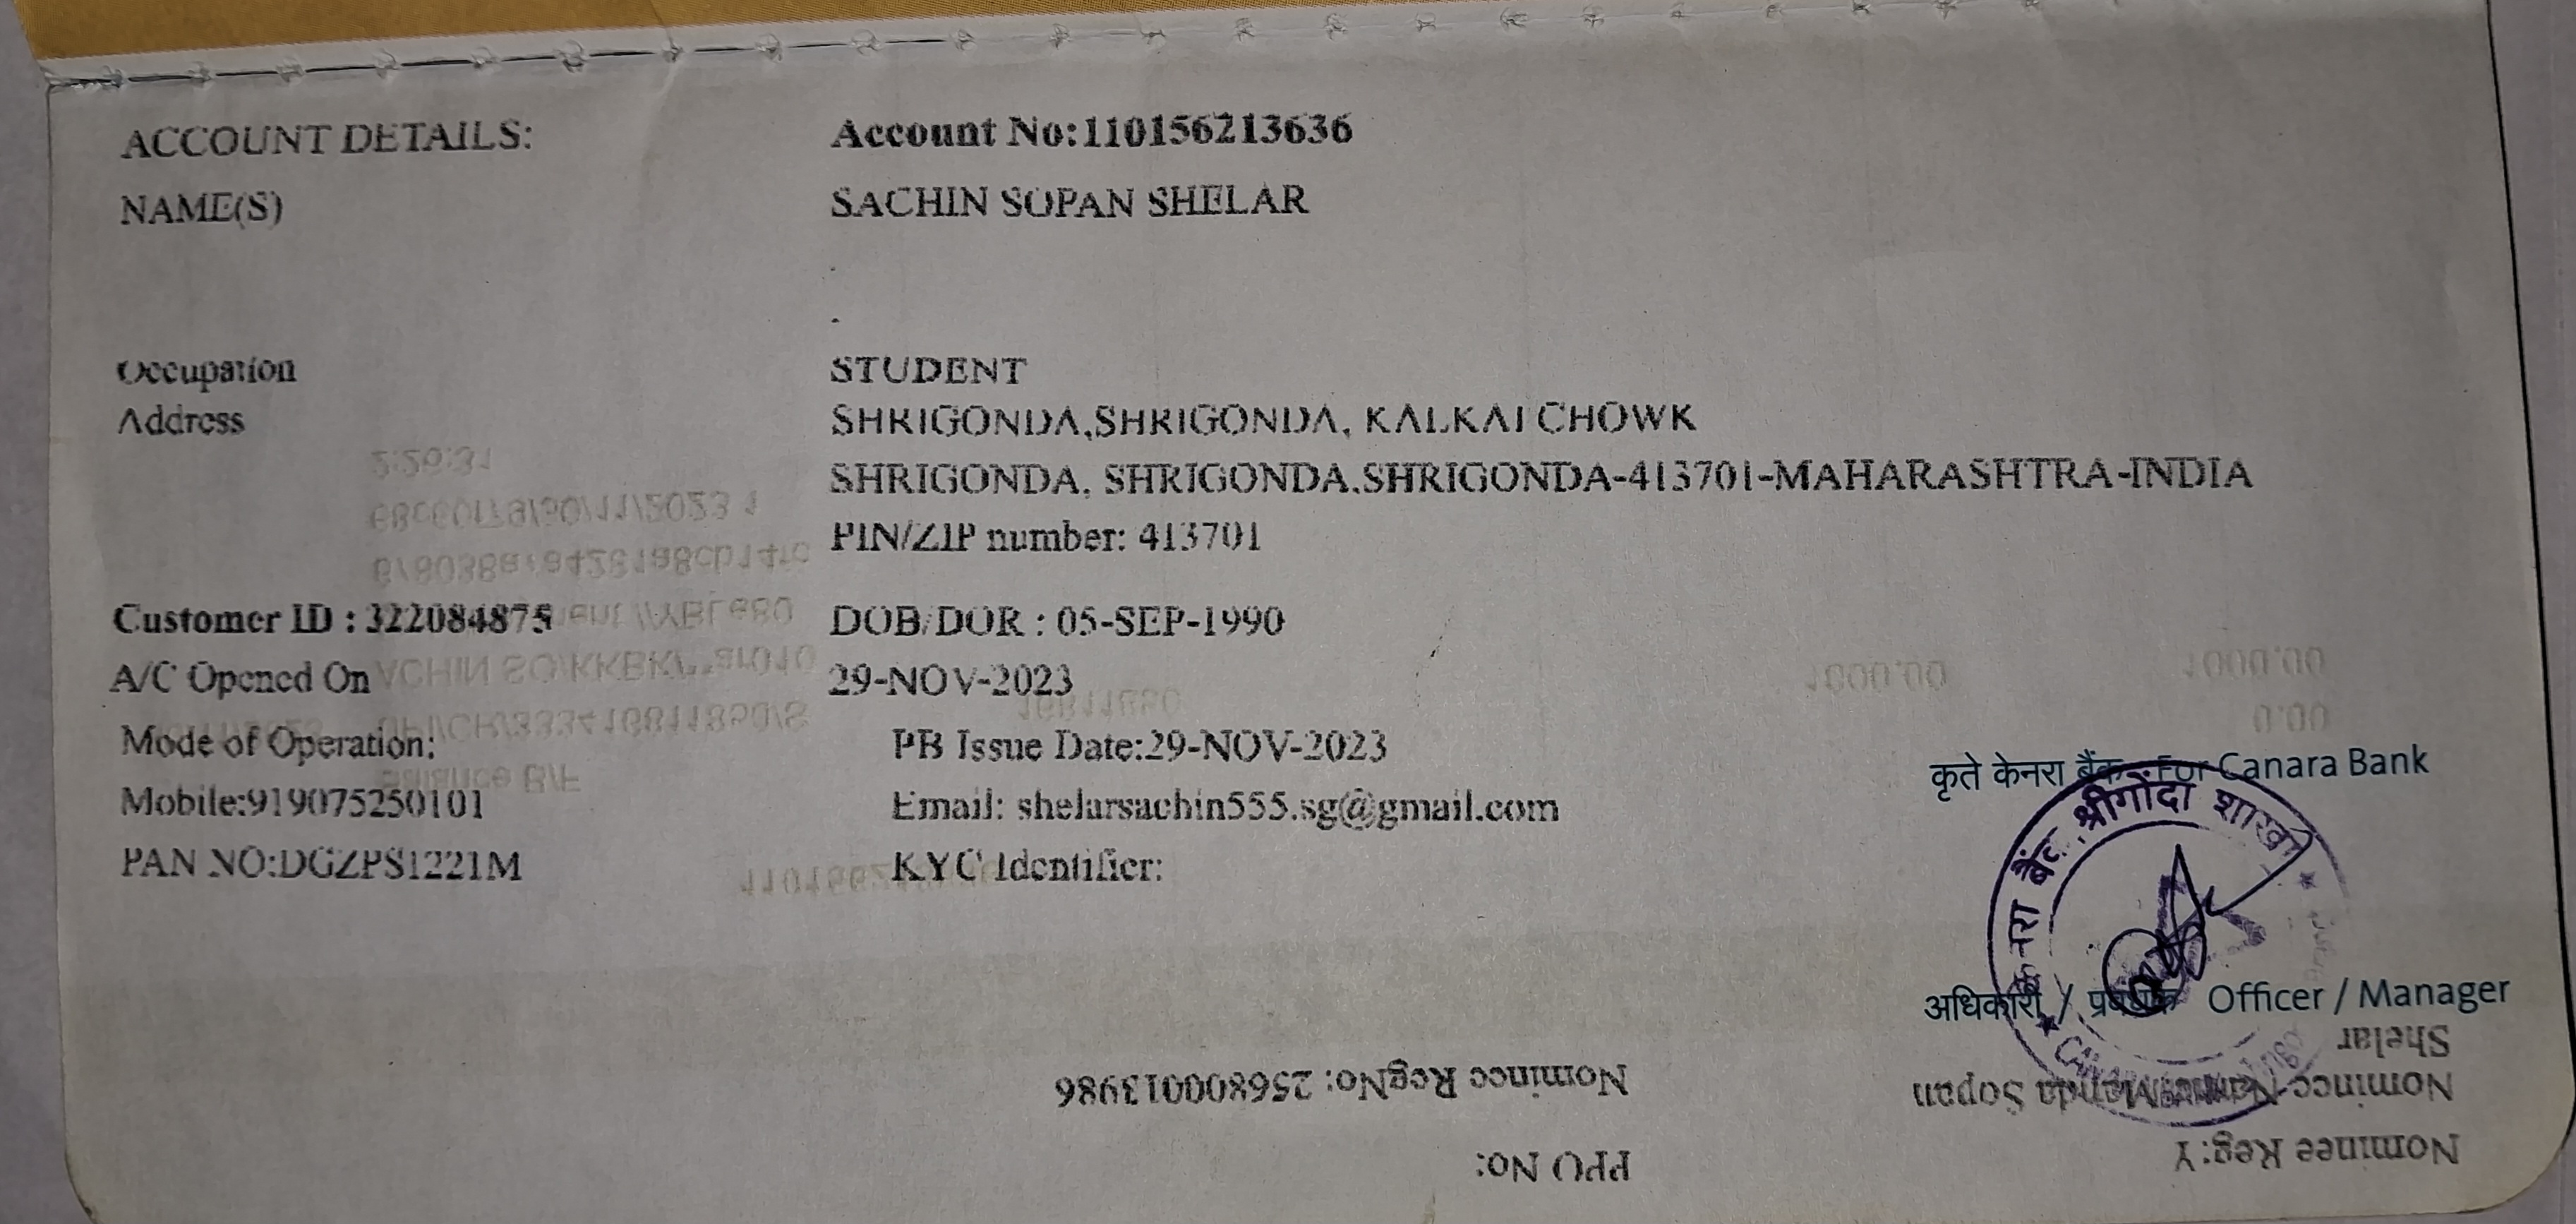 ACCOUNT DETAILS: Account No:110156213636
NAME(S) SACHIN SOPAN SHELAR
Occupation STUDENT
Address SHRIGONDA,SHRIGONDA, KALKAI CHOWK
SHRIGONDA, SHRIGONDA,SHRIGONDA-413701-MAHARASHTRA-INDIA
PIN/ZIP number: 413701
Customer ID : 322084875 DOB/DOR : 05-SEP-1990
A/C Opened On 29-NOV-2023
Mode of Operation: PB Issue Date:29-NOV-2023
Mobile:919075250101 Email: shelarsachin555.sg@gmail.com
PAN NO:DGZPS1221M KYC Identifier:
कृते केनरा बैंक For Canara Bank
श्रीगोंदा शाखा
अधिकारी / प्रबंधक Officer / Manager
Nominee Reg:Y PPO No:
Nominee Name:Manda Sopan Nominee RegNo: 256800013986
Shelar